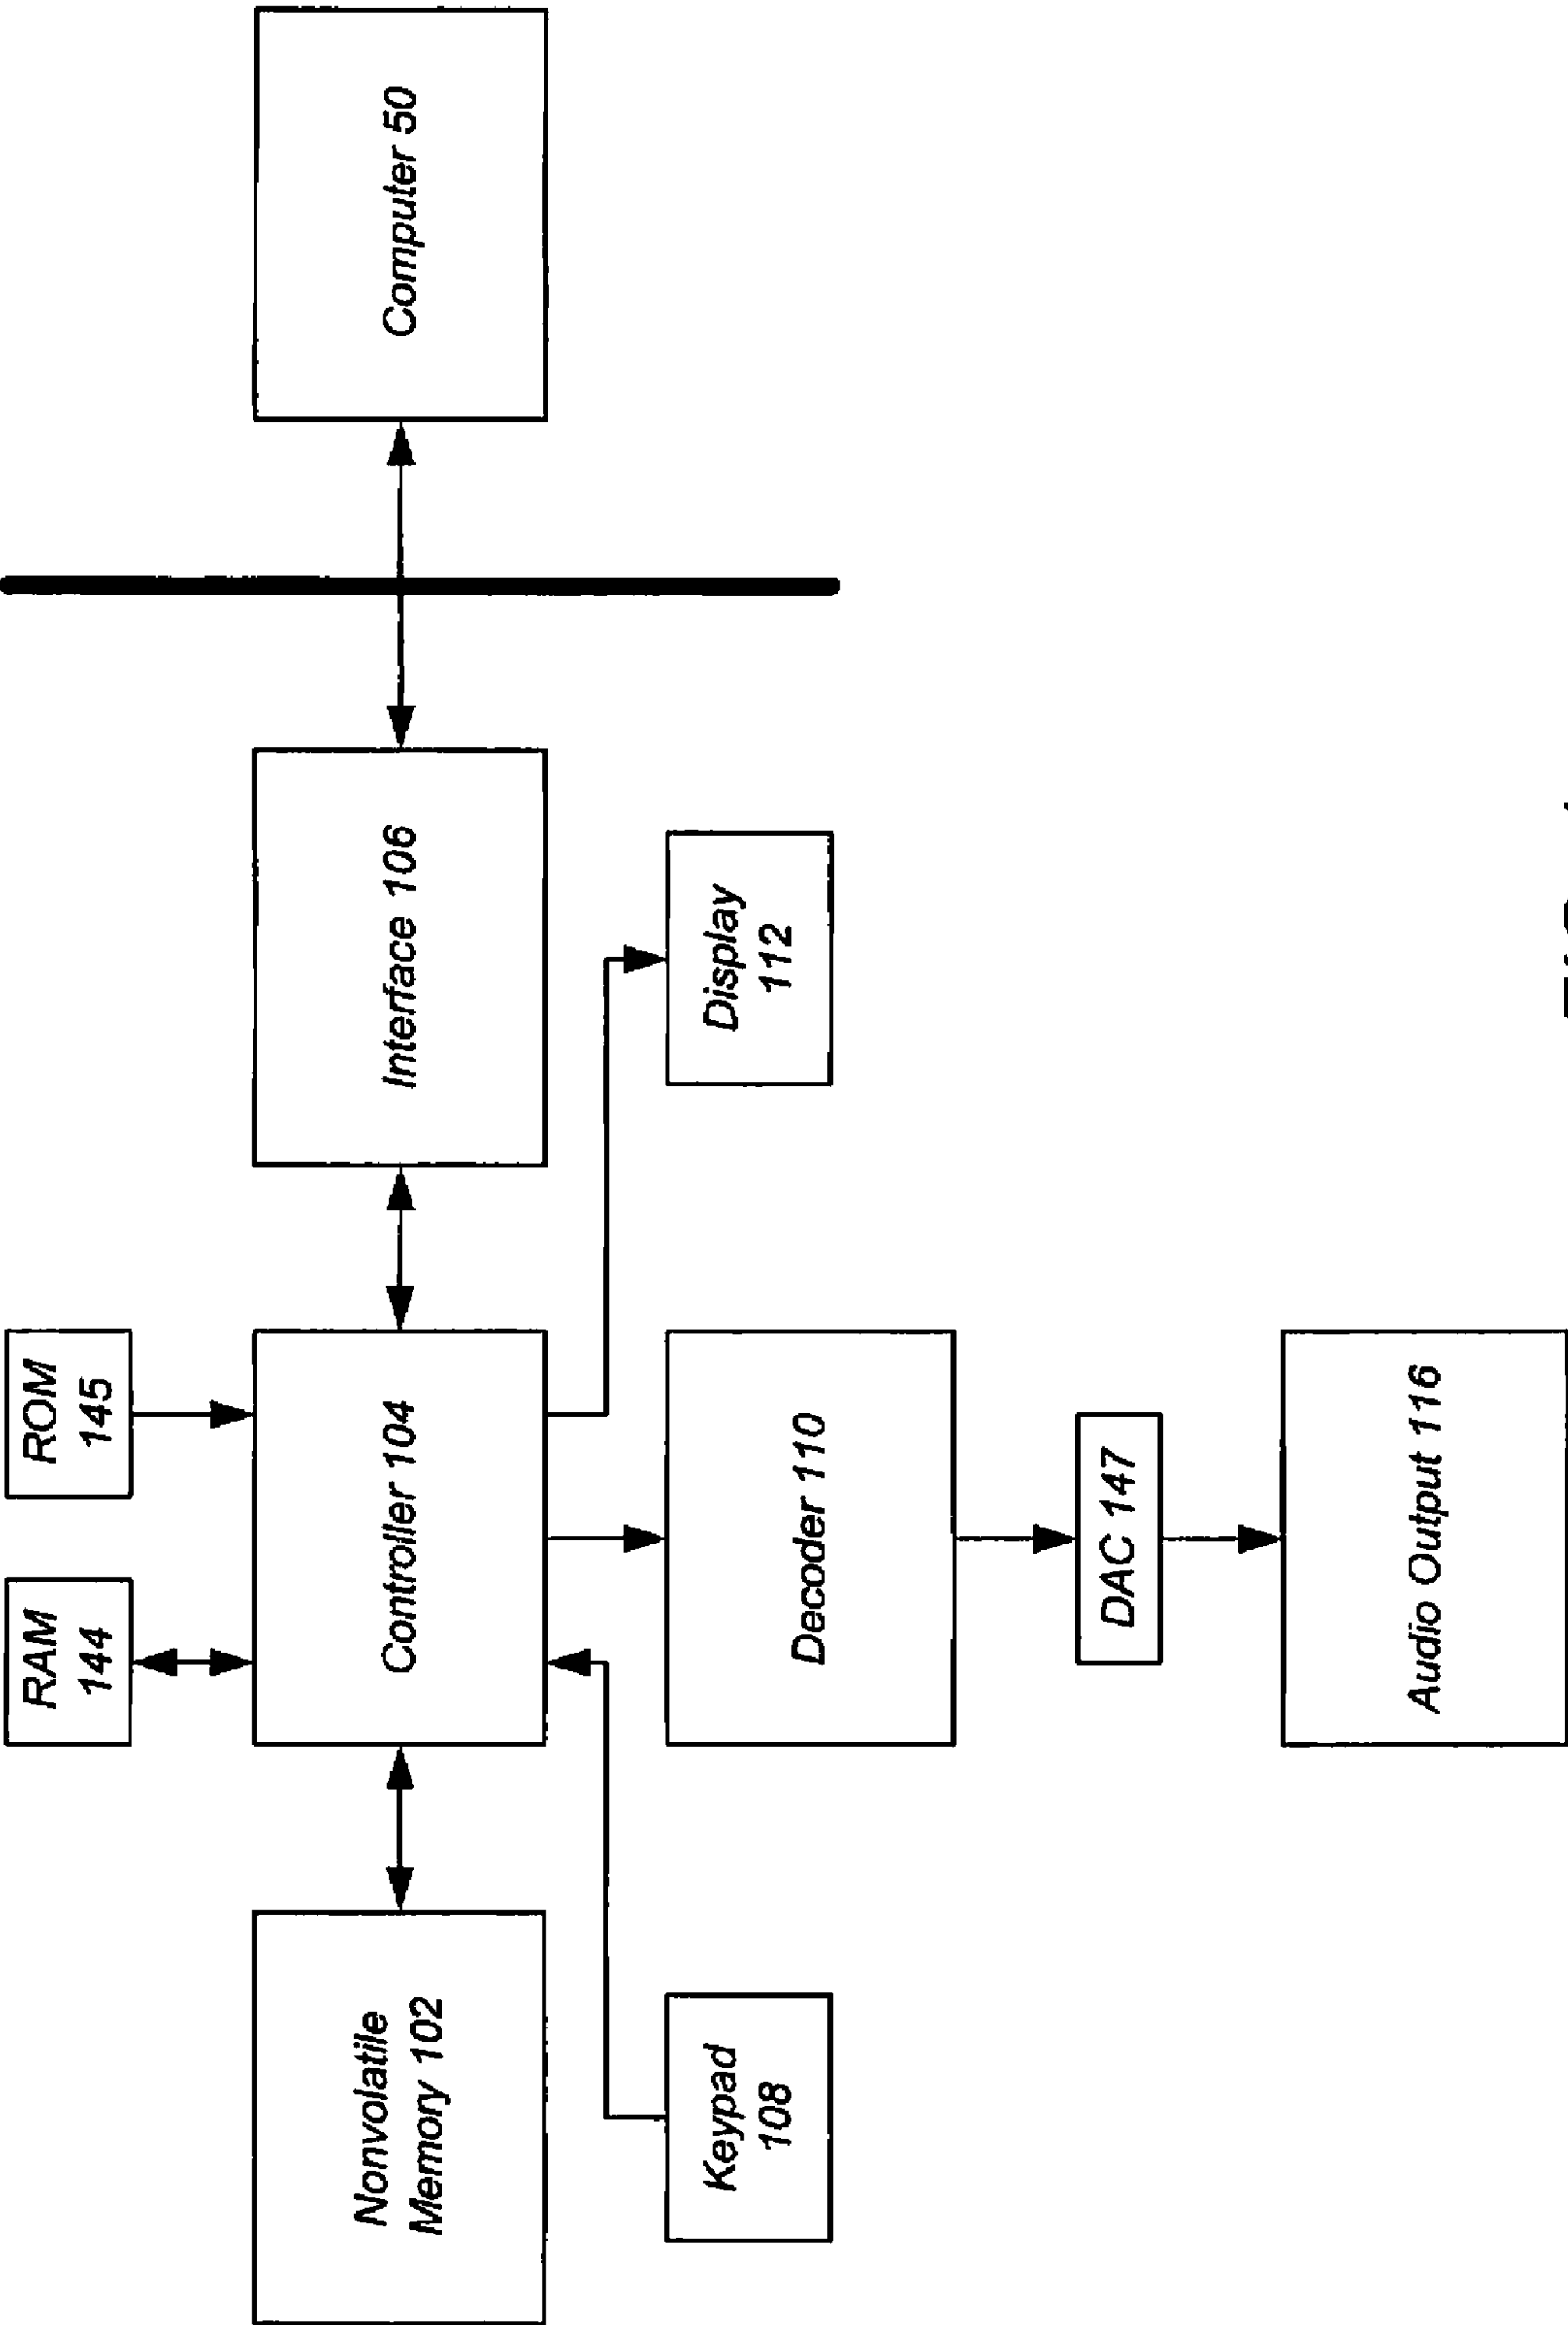 RAM
144
ROM
145
Nonvolatile
Memory 102
Controller 104
Interface 106
Computer 50
Keypad
108
Decoder 110
Display
112
DAC 147
Audio Output 116